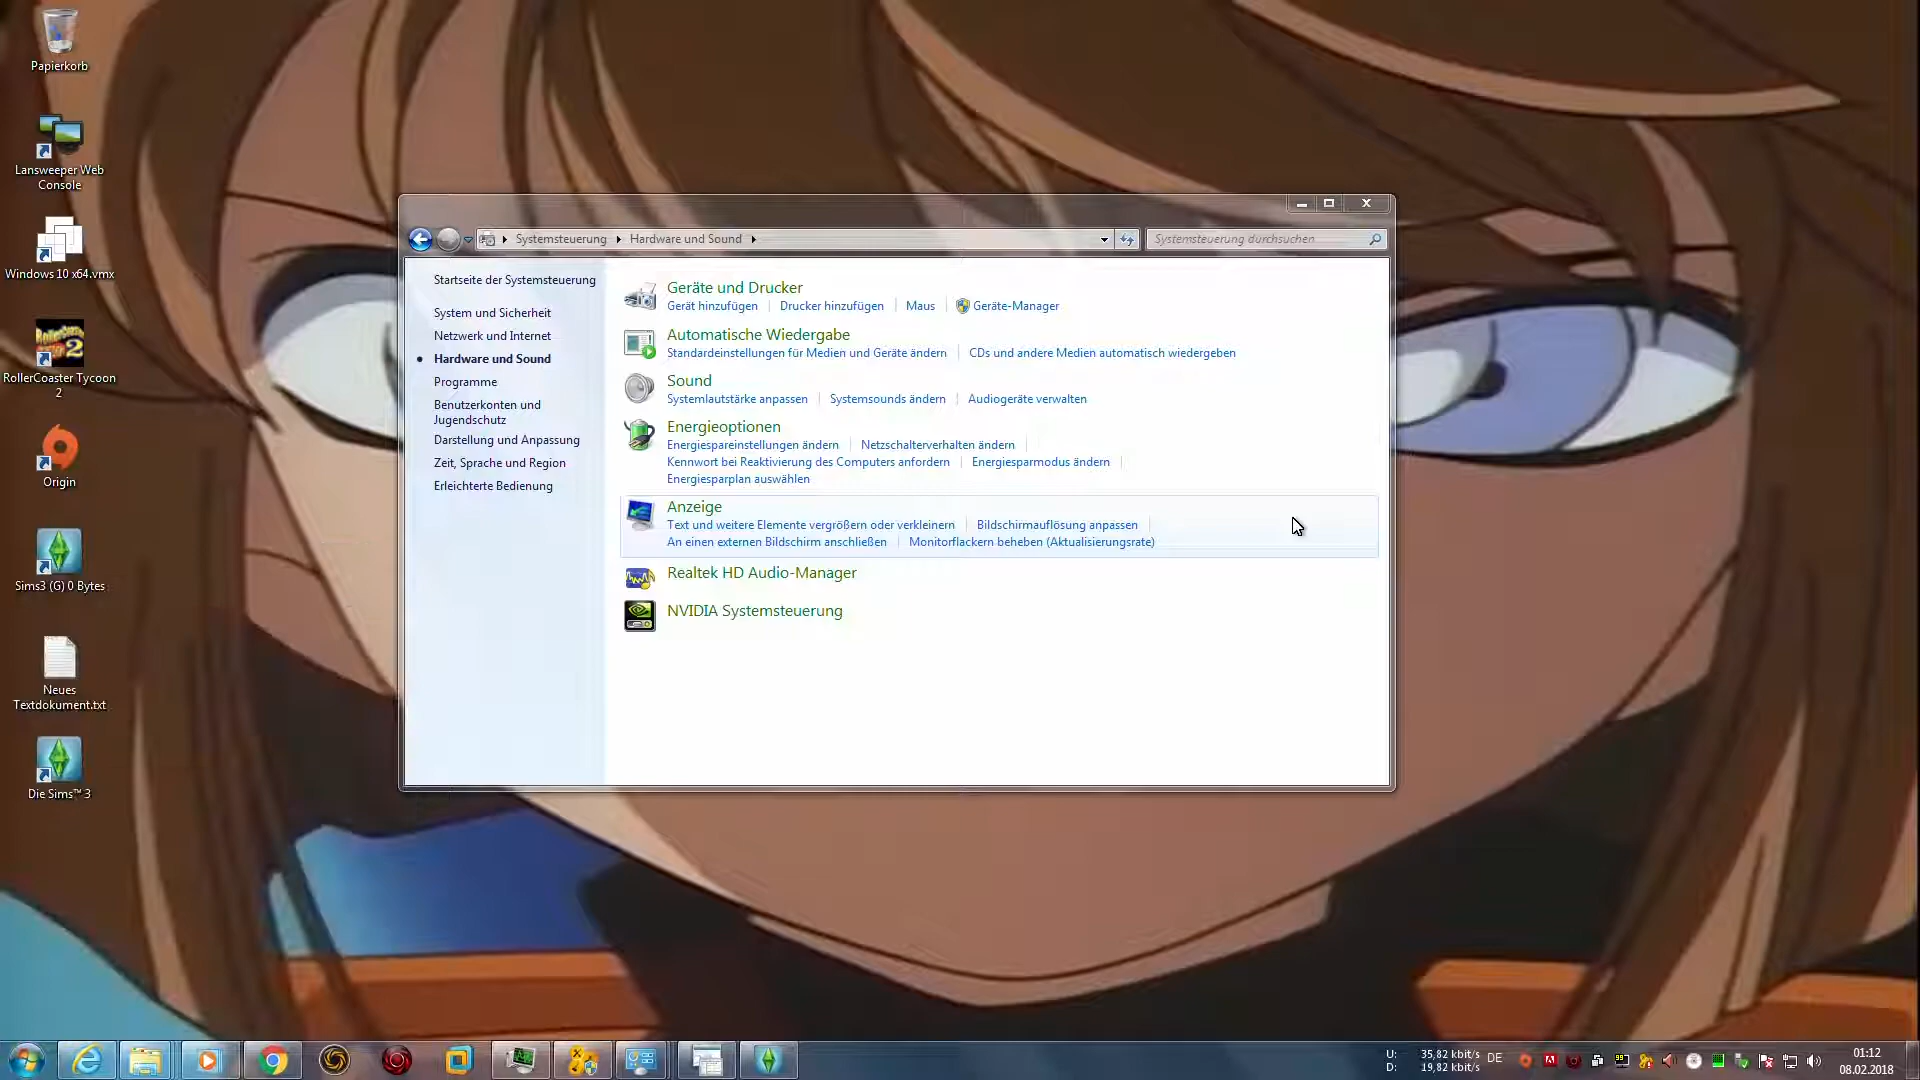 Papierkorb
Lansweeper Web
Console
Windows 10 x64.vmx
RollerCoaster Tycoon
2
Origin
Sims3 (G) 0 Bytes
Neues
Textdokument.txt
Die Sims™ 3
Systemsteuerung
Hardware und Sound
Systemsteuerung durchsuchen
Startseite der Systemsteuerung
System und Sicherheit
Netzwerk und Internet
Hardware und Sound
Programme
Benutzerkonten und
Jugendschutz
Darstellung und Anpassung
Zeit, Sprache und Region
Erleichterte Bedienung
Geräte und Drucker
Gerät hinzufügen
Drucker hinzufügen
Maus
Geräte-Manager
Automatische Wiedergabe
Standardeinstellungen für Medien und Geräte ändern
CDs und andere Medien automatisch wiedergeben
Sound
Systemlautstärke anpassen
Systemsounds ändern
Audiogeräte verwalten
Energieoptionen
Energiespareinstellungen ändern
Netzschalterverhalten ändern
Kennwort bei Reaktivierung des Computers anfordern
Energiesparmodus ändern
Energiesparplan auswählen
Anzeige
Text und weitere Elemente vergrößern oder verkleinern
Bildschirmauflösung anpassen
An einen externen Bildschirm anschließen
Monitorflackern beheben (Aktualisierungsrate)
Realtek HD Audio-Manager
NVIDIA Systemsteuerung
U: 35,82 kbit/s
D: 19,82 kbit/s
DE
01:12
08.02.2018